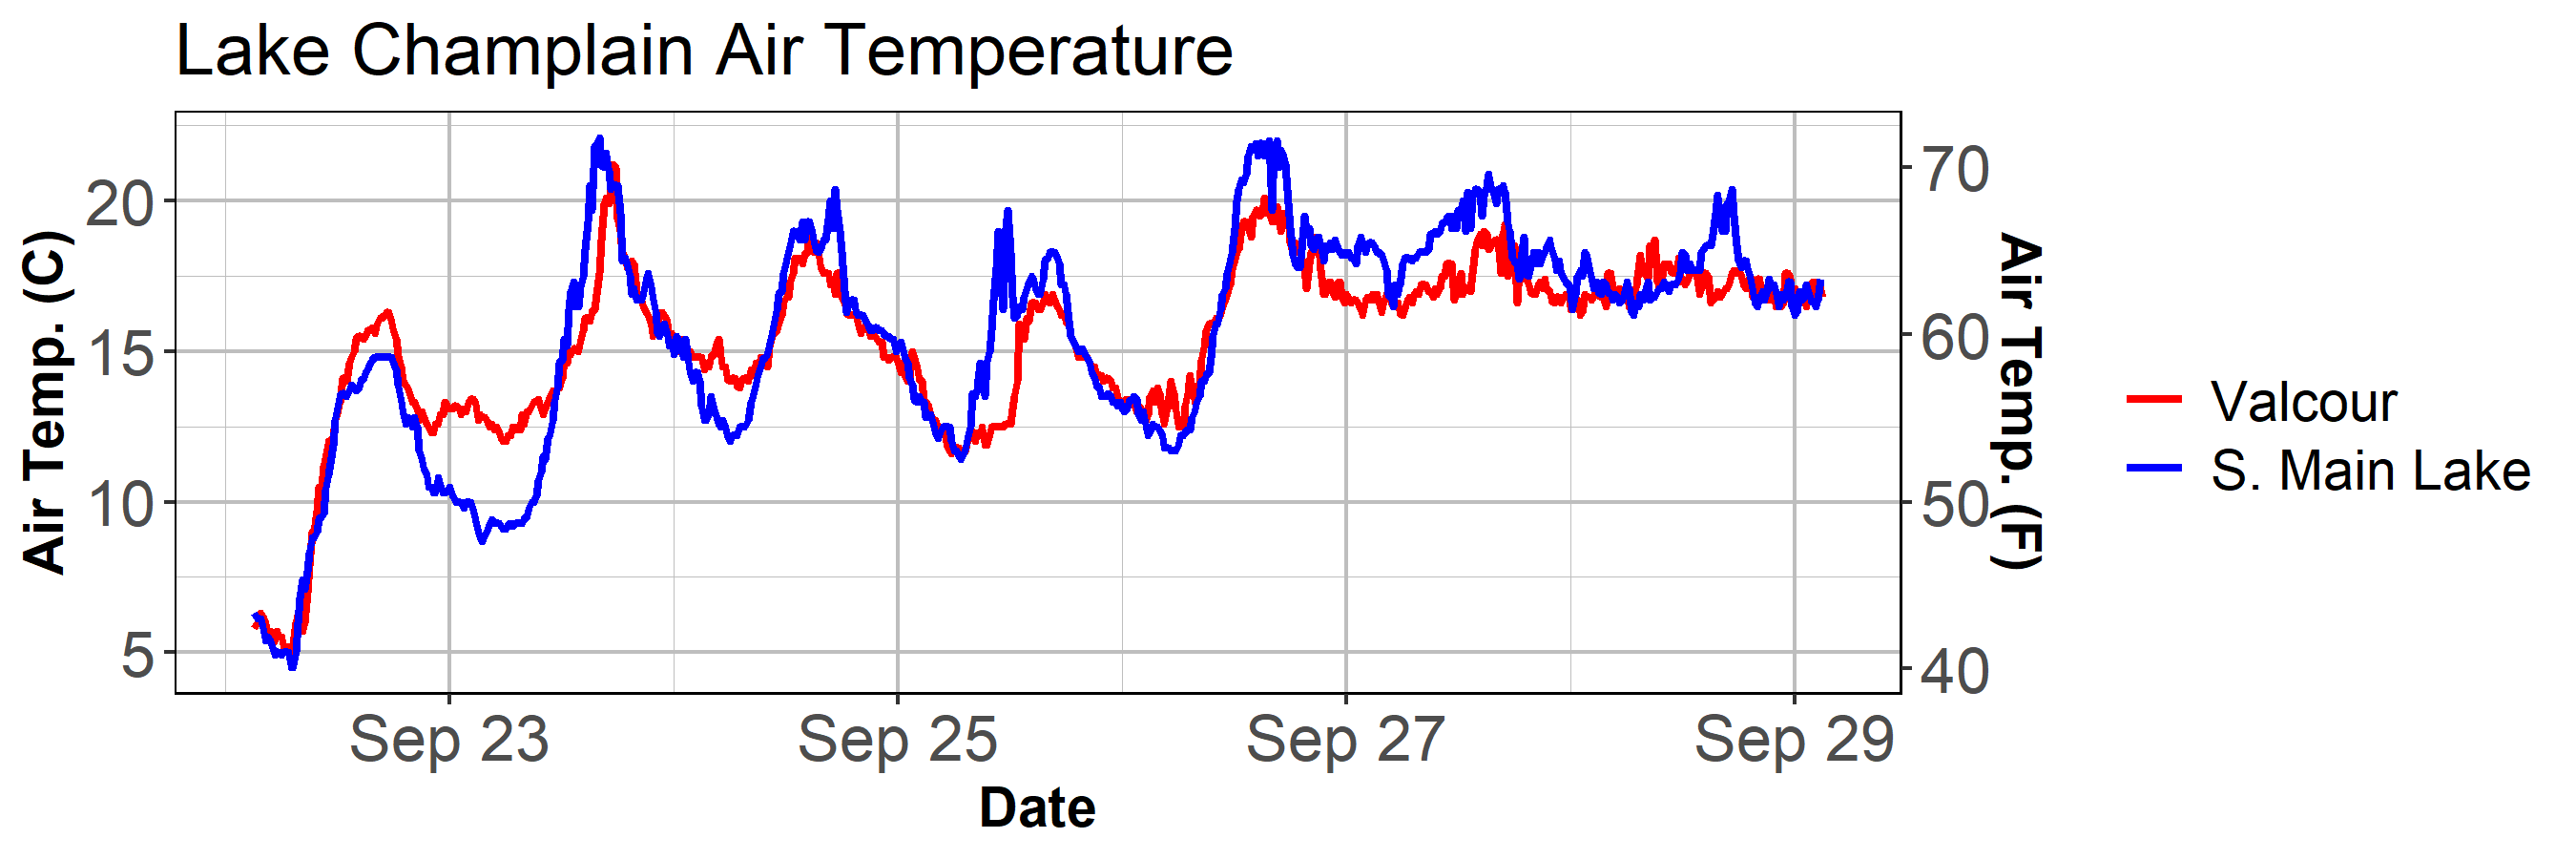 Lake Champlain Air Temperature
Air Temp. (C)
20
15
10
5
70
60
50
40
Air Temp. (F)
Sep 23
Sep 25
Sep 27
Sep 29
Date
Valcour
S. Main Lake